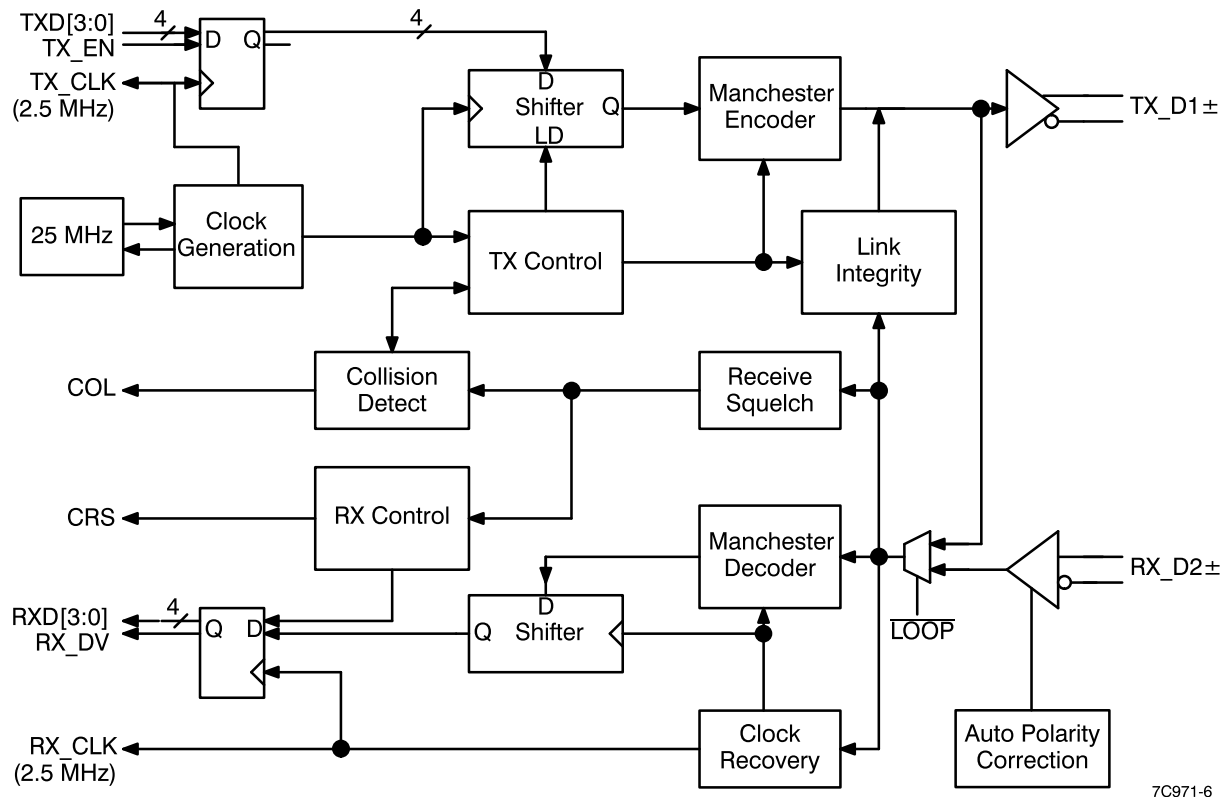 TXD[3:0]
4
TX_EN
D
Q
4
TX_CLK
(2.5 MHz)
D
Shifter
Q
LD
Manchester
Encoder
TX_D1±
25 MHz
Clock
Generation
TX Control
Link
Integrity
COL
Collision
Detect
Receive
Squelch
CRS
RX Control
Manchester
Decoder
RX_D2±
LOOP
RXD[3:0]
4
RX_DV
Q
D
Q
D
Shifter
RX_CLK
(2.5 MHz)
Clock
Recovery
Auto Polarity
Correction
7C971-6